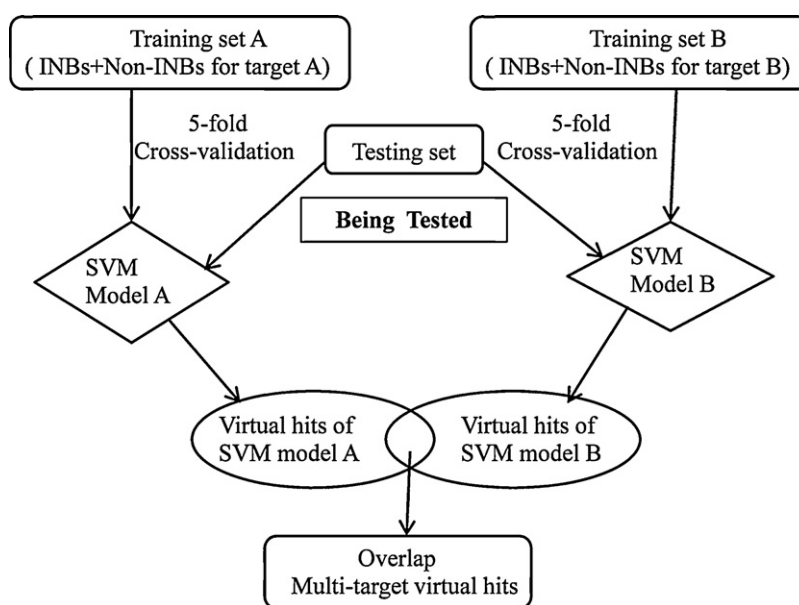 Training set A
( INBs+Non-INBs for target A)
Training set B
( INBs+Non-INBs for target B)
5-fold
Cross-validation
Testing set
5-fold
Cross-validation
Being Tested
SVM
Model A
SVM
Model B
Virtual hits of
SVM model A
Virtual hits of
SVM model B
Overlap
Multi-target virtual hits